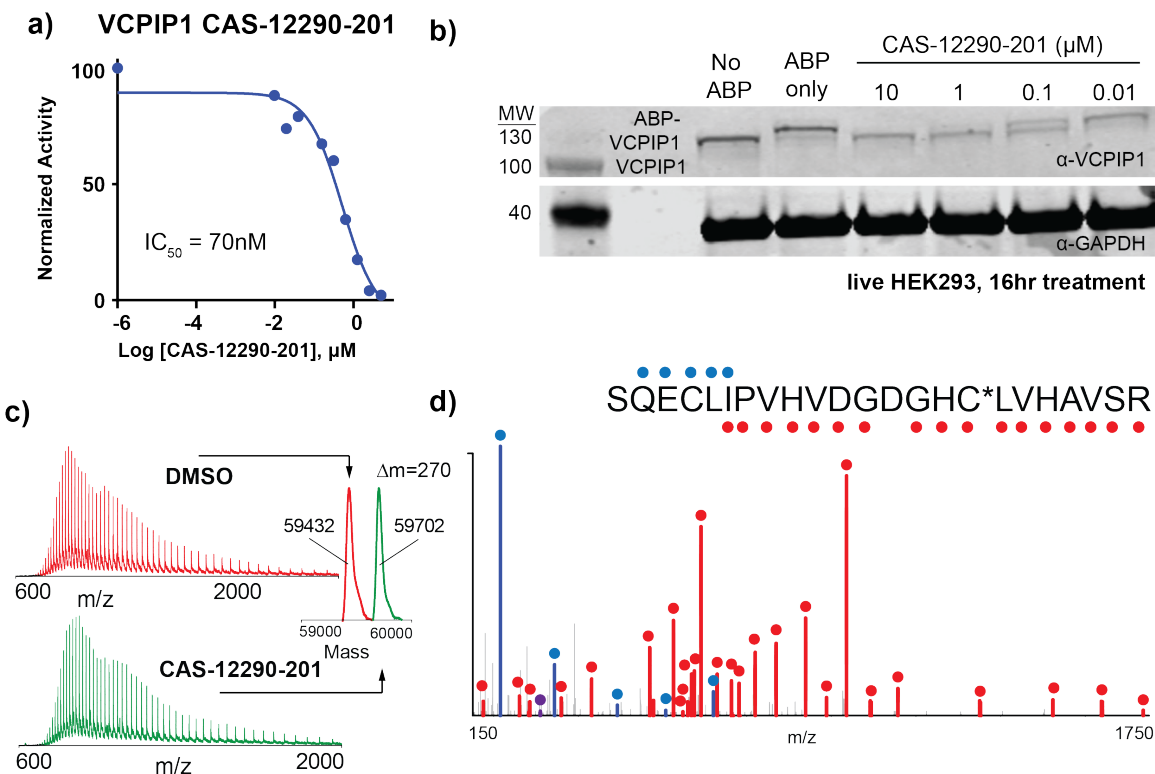 a)
VCPIP1 CAS-12290-201
100
50
0
Normalized Activity
IC50 = 70nM
-6
-4
-2
0
Log [CAS-12290-201], µM
b)
CAS-12290-201 (µM)
No
ABP
ABP
only
10
1
0.1
0.01
MW
130
100
40
ABP-
VCPIP1
VCPIP1
α-VCPIP1
α-GAPDH
live HEK293, 16hr treatment
c)
DMSO
Δm=270
59432
59702
600
2000
m/z
59000
60000
Mass
CAS-12290-201
600
2000
m/z
d)
SQECLIPVHVDGDGHC*LVHAVSR
150
m/z
1750